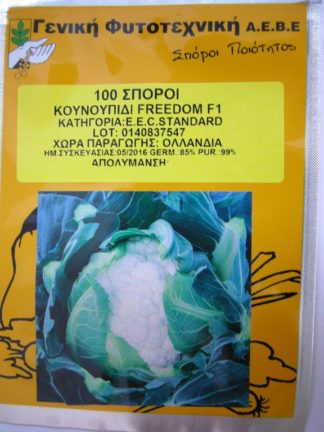 Γενική Φυτοτεχνική Α.Ε.Β.Ε
Σπόροι Ποιότητος
100 ΣΠΟΡΟΙ
ΚΟΥΝΟΥΠΙΔΙ FREEDOM F1
ΚΑΤΗΓΟΡΙΑ:E.E.C.STANDARD
LOT: 0140837547
ΧΩΡΑ ΠΑΡΑΓΩΓΗΣ: ΟΛΛΑΝΔΙΑ
ΗΜ.ΣΥΣΚΕΥΑΣΙΑΣ:05/2016 GERM.:85% PUR.:99%
ΑΠΟΛΥΜΑΝΣΗ: